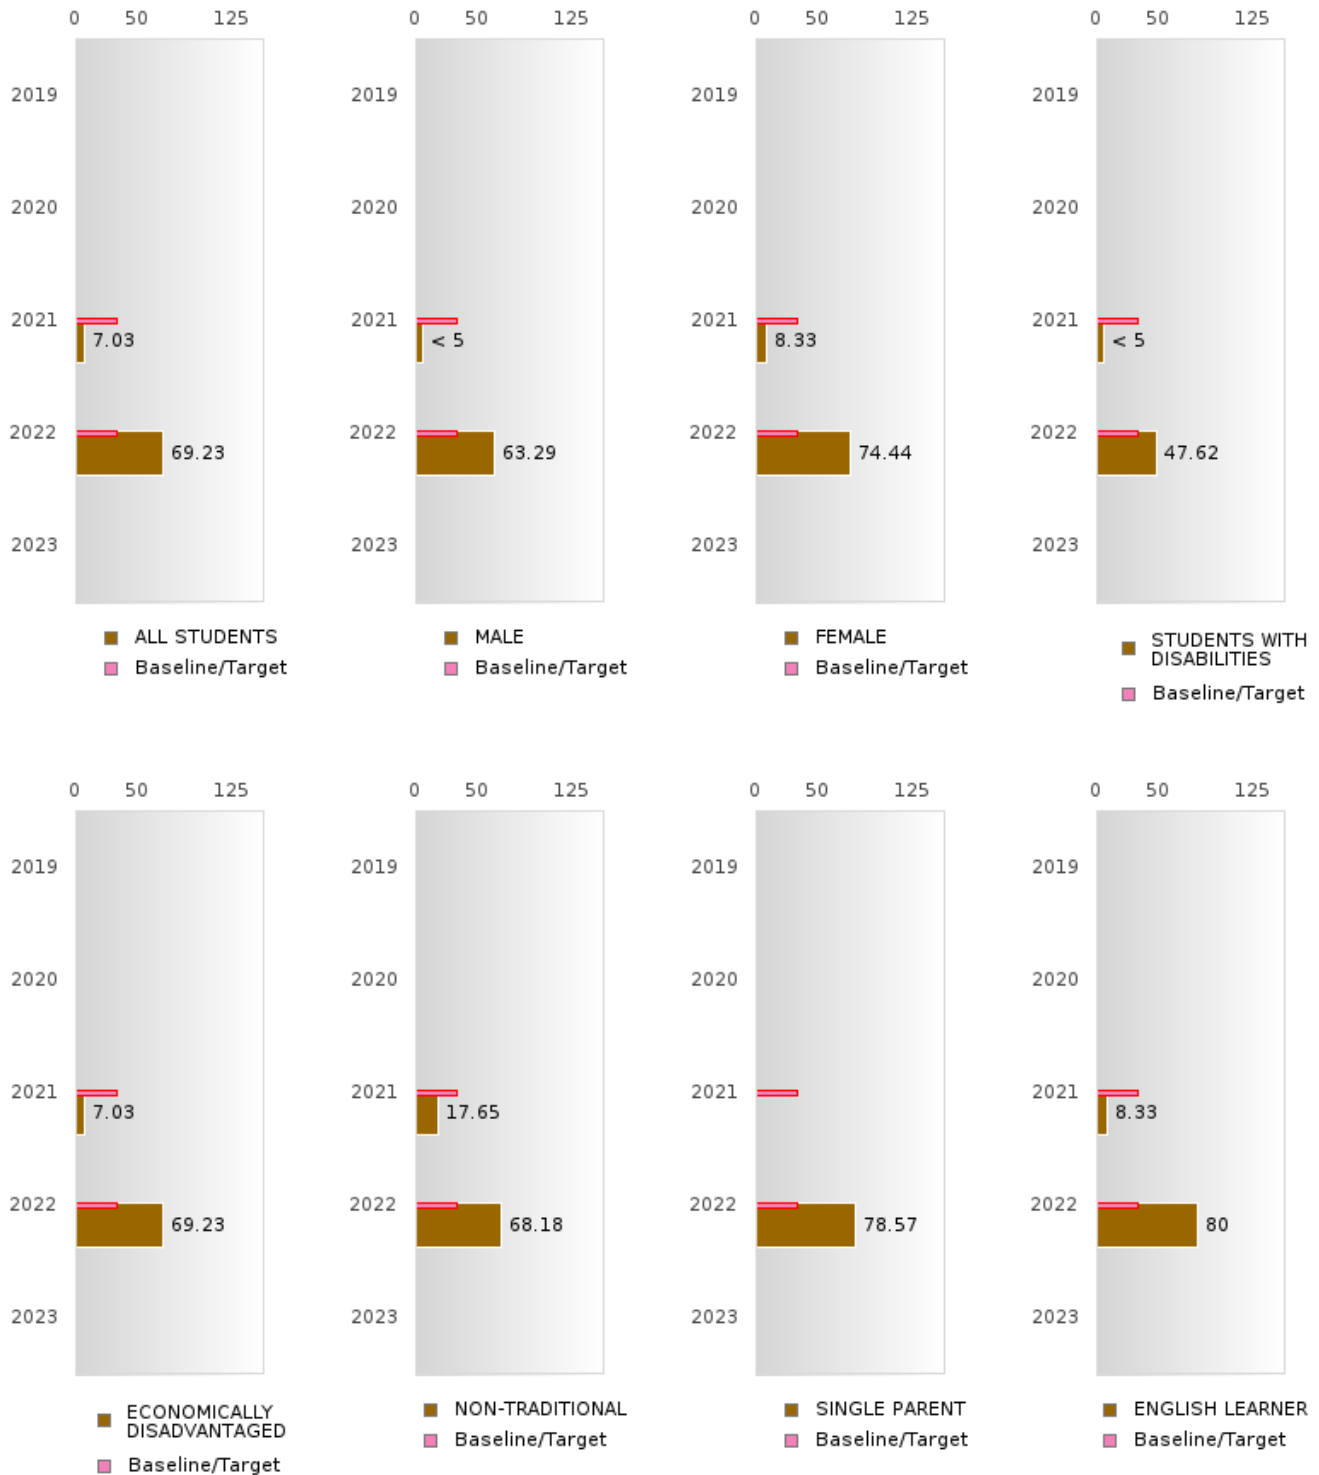 0 50 125 0 50 125 0 50 125 0 50 125
2019 2019 2019 2019
2020 2020 2020 2020
2021 2021 2021 2021
7.03 < 5 8.33 < 5
2022 2022 2022 2022
69.23 63.29 74.44 47.62
2023 2023 2023 2023
ALL STUDENTS
Baseline/Target
MALE
Baseline/Target
FEMALE
Baseline/Target
STUDENTS WITH
DISABILITIES
Baseline/Target
0 50 125 0 50 125 0 50 125 0 50 125
2019 2019 2019 2019
2020 2020 2020 2020
2021 2021 2021 2021
7.03 17.65 8.33
2022 2022 2022 2022
69.23 68.18 78.57 80
2023 2023 2023 2023
ECONOMICALLY
DISADVANTAGED
Baseline/Target
NON-TRADITIONAL
Baseline/Target
SINGLE PARENT
Baseline/Target
ENGLISH LEARNER
Baseline/Target